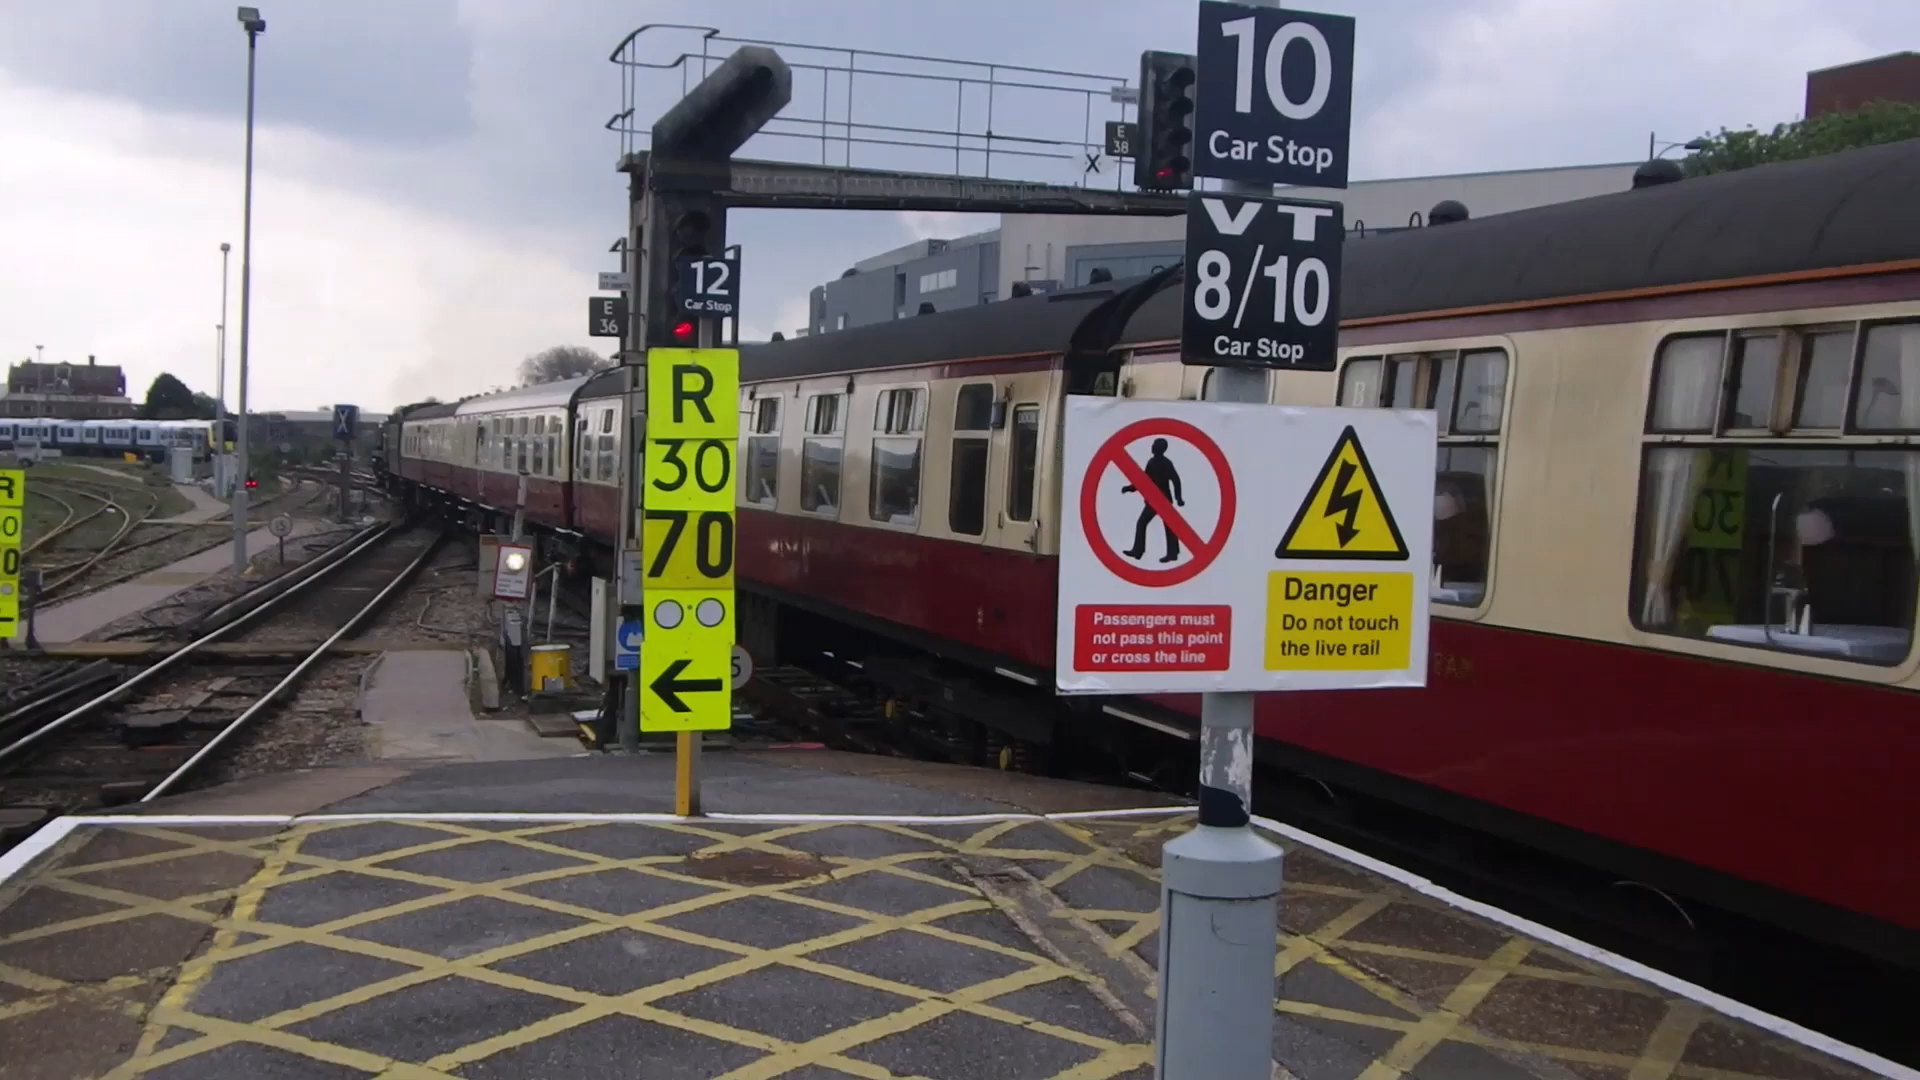 10
Car Stop
VT
8/10
Car Stop
E
38
X
12
Car Stop
E
36
R
30
70
X
Passengers must
not pass this point
or cross the line
Danger
Do not touch
the live rail
B
R
5